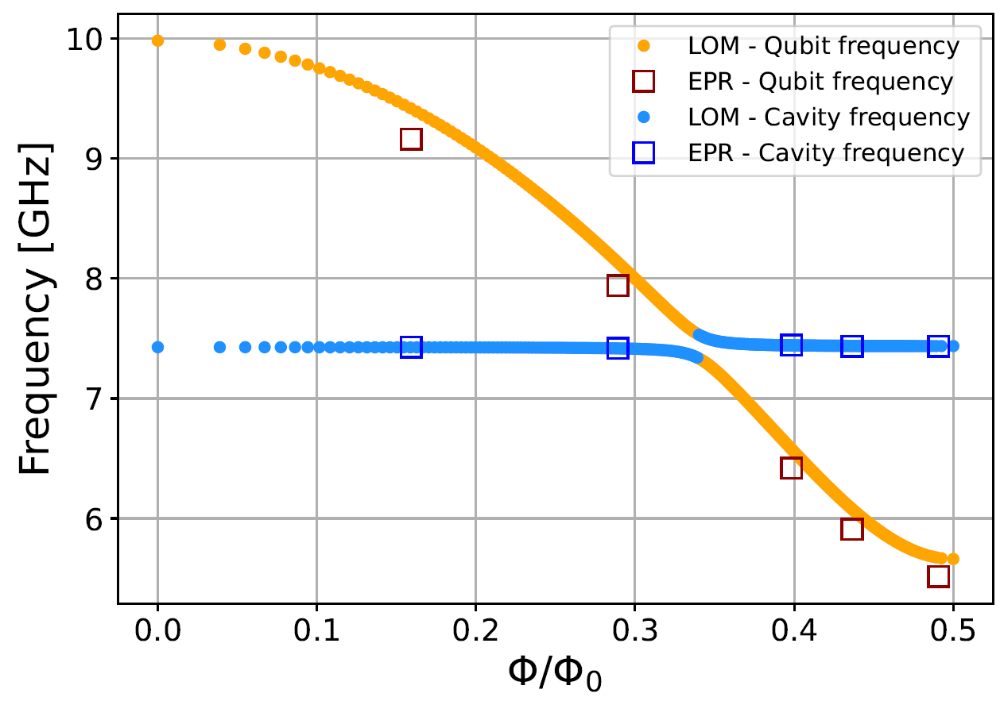 LOM - Qubit frequency
EPR - Qubit frequency
LOM - Cavity frequency
EPR - Cavity frequency
Frequency [GHz]
10
9
8
7
6
0.0 0.1 0.2 0.3 0.4 0.5
Φ/Φ₀